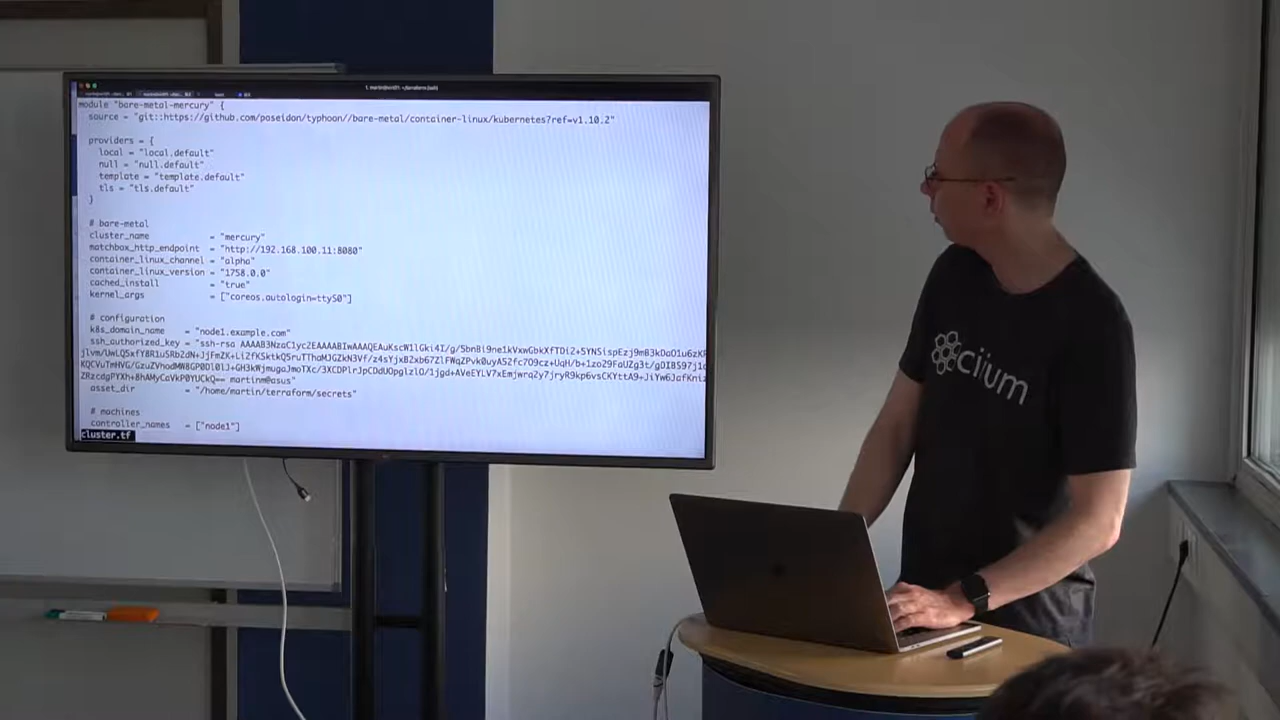 module "bare-metal-mercury" {
source = "git::https://github.com/poseidon/typhoon//bare-metal/container-linux/kubernetes?ref=v1.10.2"
providers = {
local = "local.default"
null = "null.default"
template = "template.default"
tls = "tls.default"
}
# bare-metal
cluster_name = "mercury"
matchbox_http_endpoint = "http://192.168.100.11:8080"
container_linux_channel = "alpha"
container_linux_version = "1758.0.0"
cached_install = "true"
kernel_args = ["coreos.autologin=ttyS0"]
# configuration
k8s_domain_name = "node1.example.com"
ssh_authorized_key = "ssh-rsa
martinm@asus"
asset_dir = "/home/martin/terraform/secrets"
# machines
controller_names = ["node1"]
cluster.tf
cilium